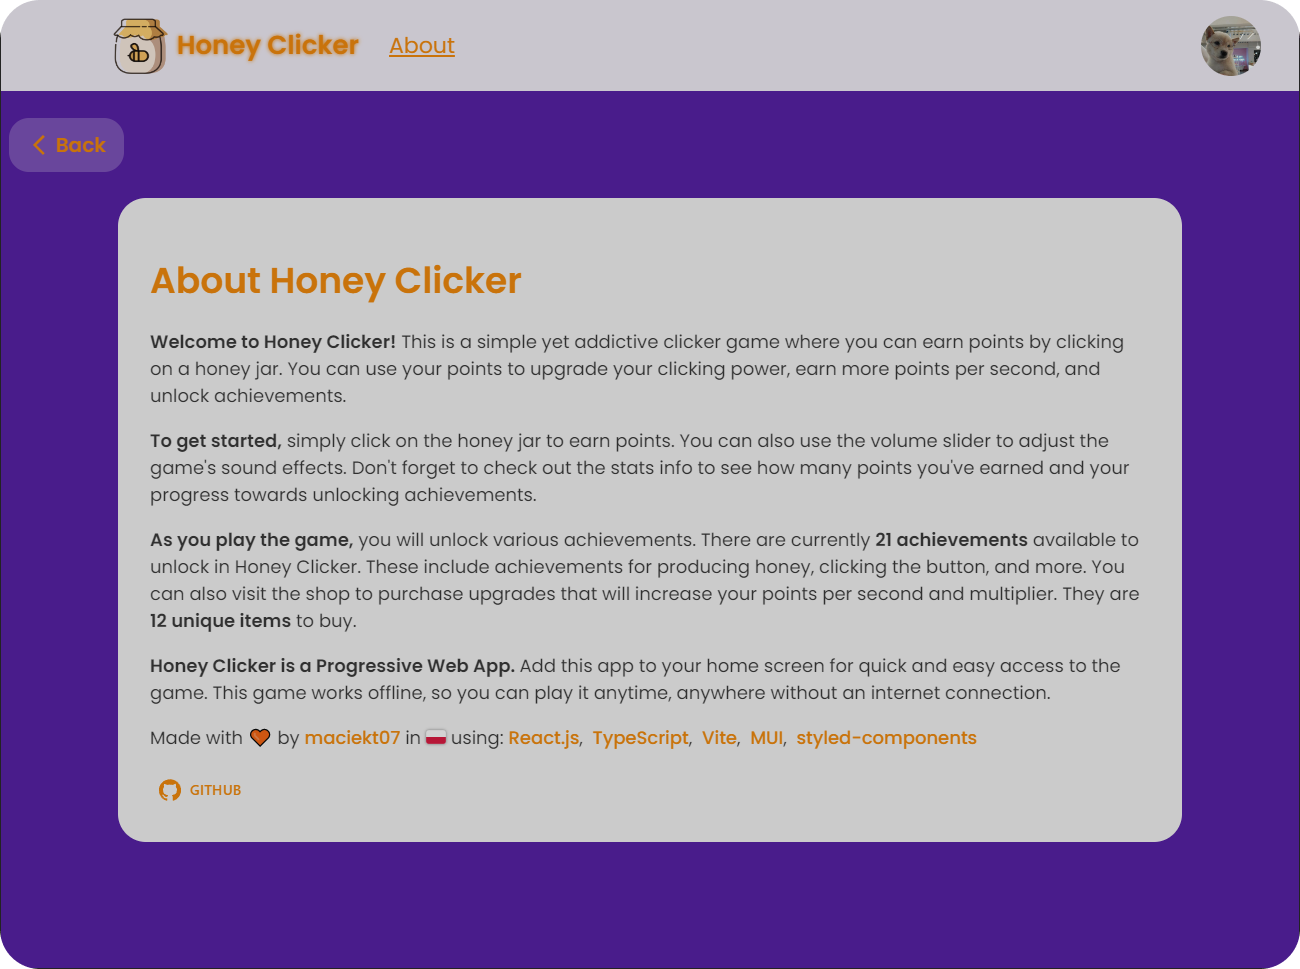 Honey Clicker About
Back
About Honey Clicker
Welcome to Honey Clicker! This is a simple yet addictive clicker game where you can earn points by clicking
on a honey jar. You can use your points to upgrade your clicking power, earn more points per second, and
unlock achievements.
To get started, simply click on the honey jar to earn points. You can also use the volume slider to adjust the
game's sound effects. Don't forget to check out the stats info to see how many points you've earned and your
progress towards unlocking achievements.
As you play the game, you will unlock various achievements. There are currently 21 achievements available to
unlock in Honey Clicker. These include achievements for producing honey, clicking the button, and more. You
can also visit the shop to purchase upgrades that will increase your points per second and multiplier. They are
12 unique items to buy.
Honey Clicker is a Progressive Web App. Add this app to your home screen for quick and easy access to the
game. This game works offline, so you can play it anytime, anywhere without an internet connection.
Made with 🧡 by maciekt07 in 🇵🇱 using: React.js, TypeScript, Vite, MUI, styled-components
GITHUB